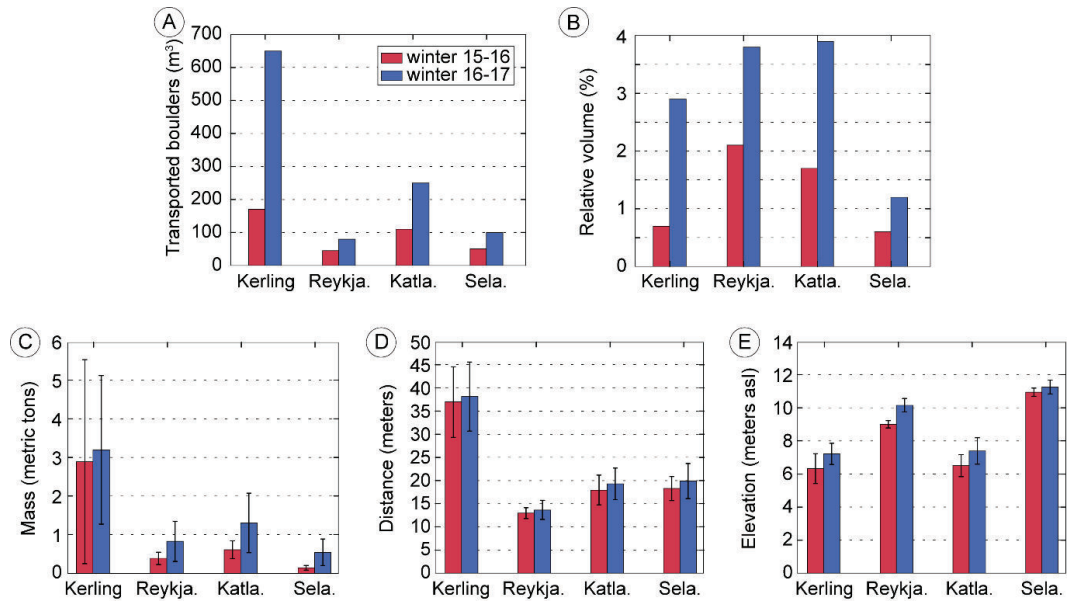 A
Transported boulders (m³)
700
600
500
400
300
200
100
0
winter 15-16
winter 16-17
Kerling Reykja. Katla. Sela.
B
Relative volume (%)
4
3
2
1
0
Kerling Reykja. Katla. Sela.
C
Mass (metric tons)
6
5
4
3
2
1
0
Kerling Reykja. Katla. Sela.
D
Distance (meters)
50
45
40
35
30
25
20
15
10
5
0
Kerling Reykja. Katla. Sela.
E
Elevation (meters asl)
14
12
10
8
6
4
2
0
Kerling Reykja. Katla. Sela.